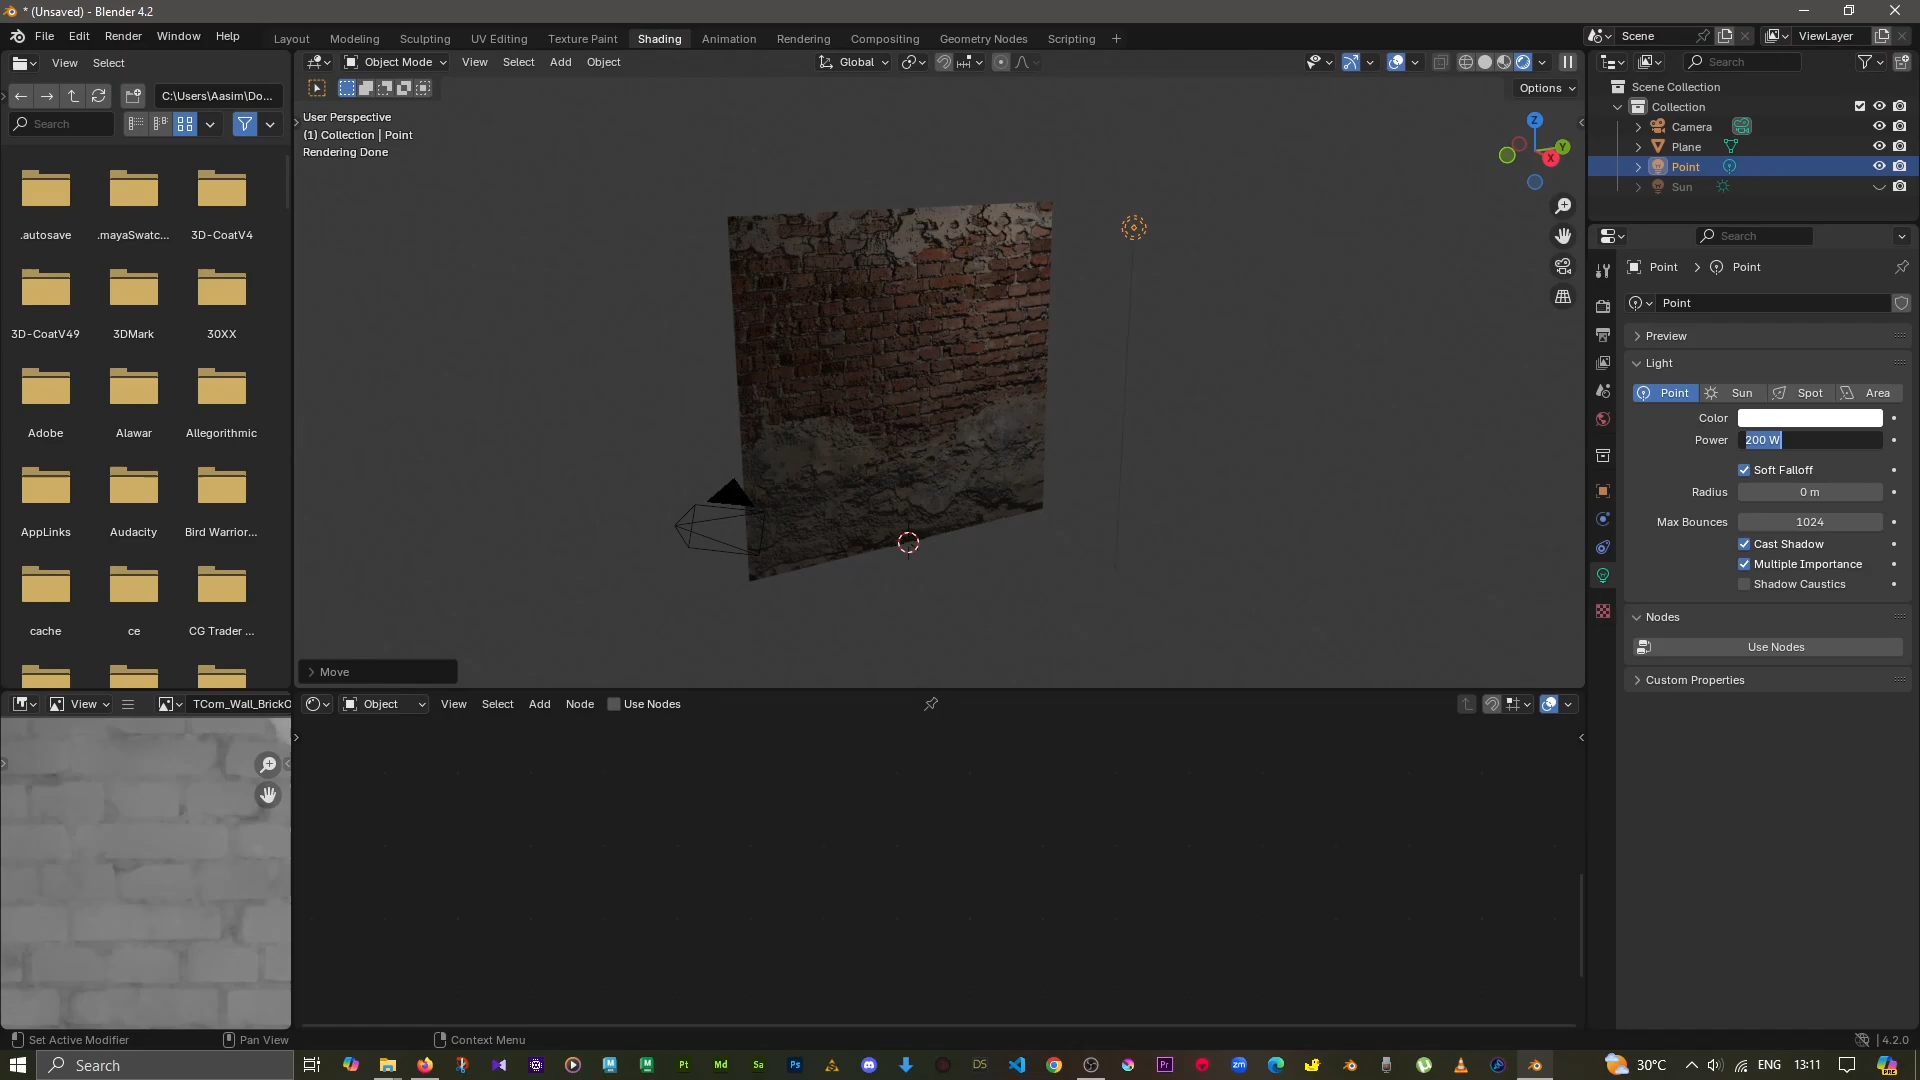 * (Unsaved) - Blender 4.2
File Edit Render Window Help
Layout Modeling Sculpting UV Editing Texture Paint Shading Animation Rendering Compositing Geometry Nodes Scripting
Scene
ViewLayer
View Select
Object Mode View Select Add Object
Global
Search
C:\Users\Aasim\Do...
Search
Options
User Perspective
(1) Collection | Point
Rendering Done
Z
Y
X
Scene Collection
Collection
Camera
Plane
Point
Sun
.autosave
.mayaSwatc...
3D-CoatV4
3D-CoatV49
3DMark
30XX
Adobe
Alawar
Allegorithmic
AppLinks
Audacity
Bird Warrior...
cache
ce
CG Trader ...
Search
Point
Point
Point
Preview
Light
Point Sun Spot Area
Color
Power 200 W
Soft Falloff
Radius 0 m
Max Bounces 1024
Cast Shadow
Multiple Importance
Shadow Caustics
Nodes
Use Nodes
Custom Properties
Move
View
TCom_Wall_BrickO
Object View Select Add Node Use Nodes
Set Active Modifier
Pan View
Context Menu
4.2.0
Search
30°C
ENG
13:11